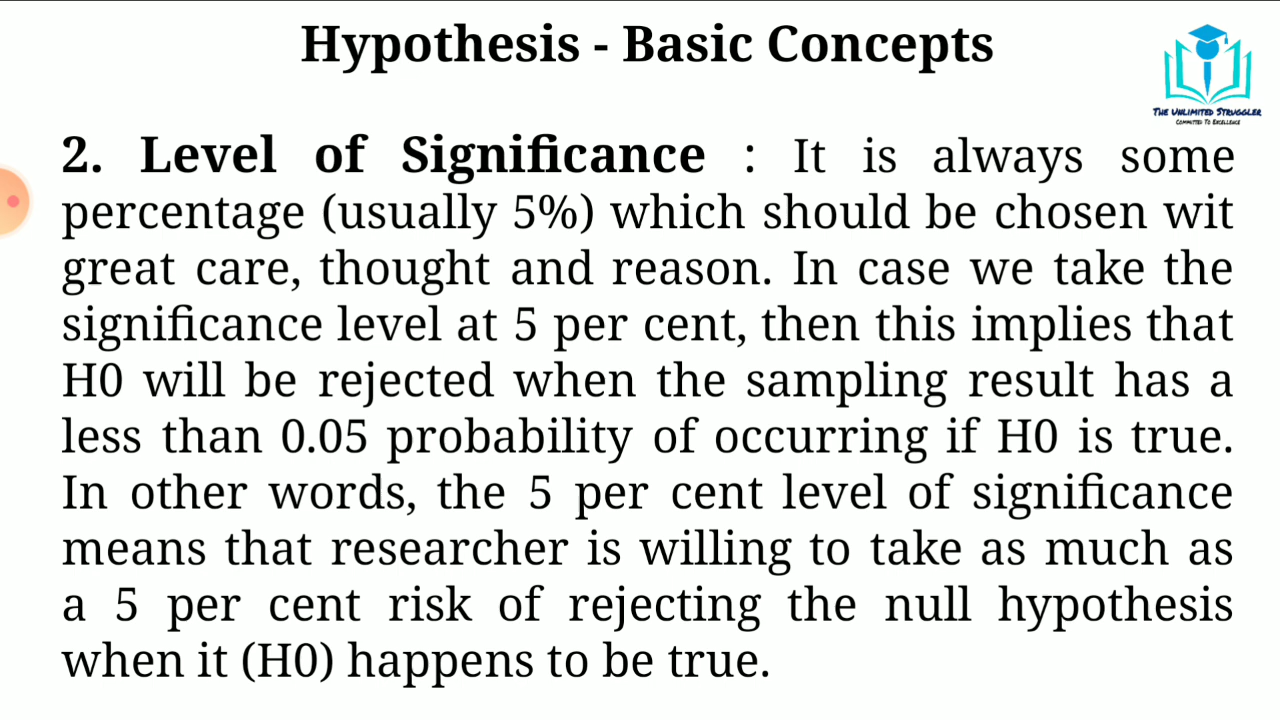 Hypothesis - Basic Concepts
THE UNLIMITED STRUGGLER
COMMITTED TO EXCELLENCE
2. Level of Significance : It is always some
percentage (usually 5%) which should be chosen wit
great care, thought and reason. In case we take the
significance level at 5 per cent, then this implies that
H0 will be rejected when the sampling result has a
less than 0.05 probability of occurring if H0 is true.
In other words, the 5 per cent level of significance
means that researcher is willing to take as much as
a 5 per cent risk of rejecting the null hypothesis
when it (H0) happens to be true.